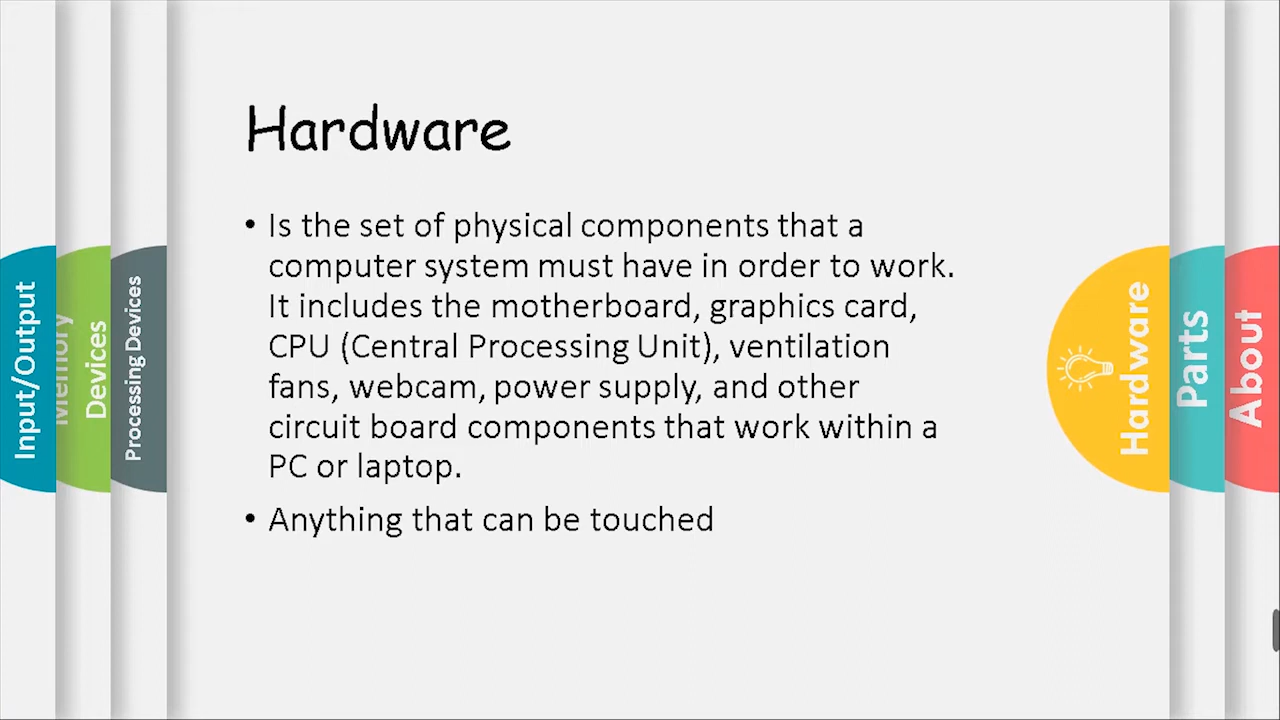 Hardware
• Is the set of physical components that a
computer system must have in order to work.
It includes the motherboard, graphics card,
CPU (Central Processing Unit), ventilation
fans, webcam, power supply, and other
circuit board components that work within a
PC or laptop.
• Anything that can be touched
Input/Output
Memory
Devices
Processing Devices
Hardware
Parts
About